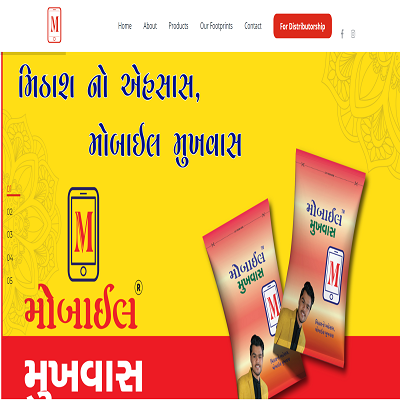 M
Home About Products Our Footprints Contact For Distributorship
મિઠાશ નો એહસાસ,
મોબાઈલ મુખવાસ
01
02
03
04
05
M
મોબાઈલ ®
મુખવાસ
મોબાઈલ
મુખવાસ
M
મોબાઈલ
મુખવાસ
M